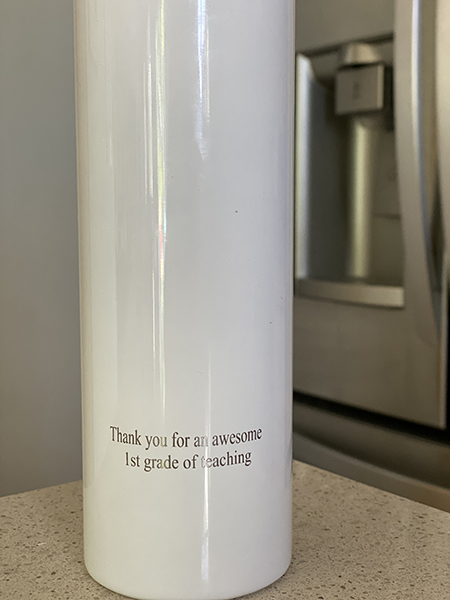 Thank you for an awesome
1st grade of teaching